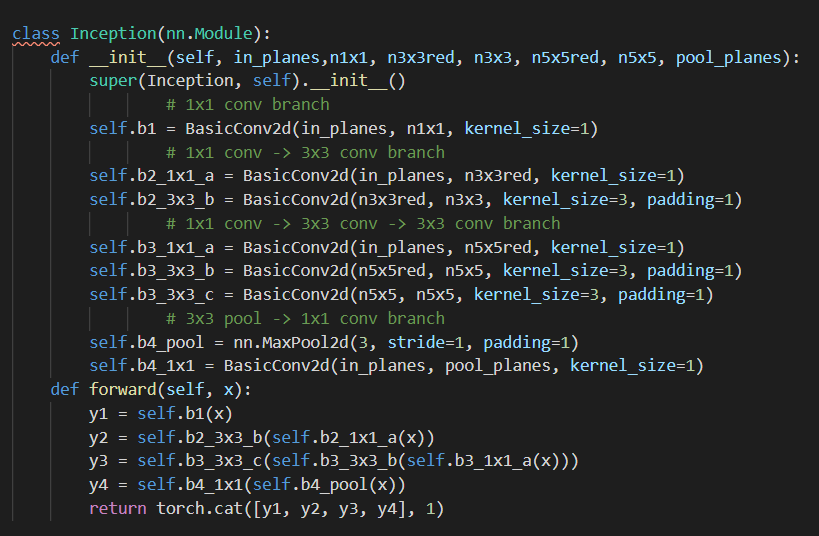 class Inception(nn.Module):
    def __init__(self, in_planes,n1x1, n3x3red, n3x3, n5x5red, n5x5, pool_planes):
        super(Inception, self).__init__()
                # 1x1 conv branch
        self.b1 = BasicConv2d(in_planes, n1x1, kernel_size=1)
                # 1x1 conv -> 3x3 conv branch
        self.b2_1x1_a = BasicConv2d(in_planes, n3x3red, kernel_size=1)
        self.b2_3x3_b = BasicConv2d(n3x3red, n3x3, kernel_size=3, padding=1)
                # 1x1 conv -> 3x3 conv -> 3x3 conv branch
        self.b3_1x1_a = BasicConv2d(in_planes, n5x5red, kernel_size=1)
        self.b3_3x3_b = BasicConv2d(n5x5red, n5x5, kernel_size=3, padding=1)
        self.b3_3x3_c = BasicConv2d(n5x5, n5x5, kernel_size=3, padding=1)
                # 3x3 pool -> 1x1 conv branch
        self.b4_pool = nn.MaxPool2d(3, stride=1, padding=1)
        self.b4_1x1 = BasicConv2d(in_planes, pool_planes, kernel_size=1)
    def forward(self, x):
        y1 = self.b1(x)
        y2 = self.b2_3x3_b(self.b2_1x1_a(x))
        y3 = self.b3_3x3_c(self.b3_3x3_b(self.b3_1x1_a(x)))
        y4 = self.b4_1x1(self.b4_pool(x))
        return torch.cat([y1, y2, y3, y4], 1)